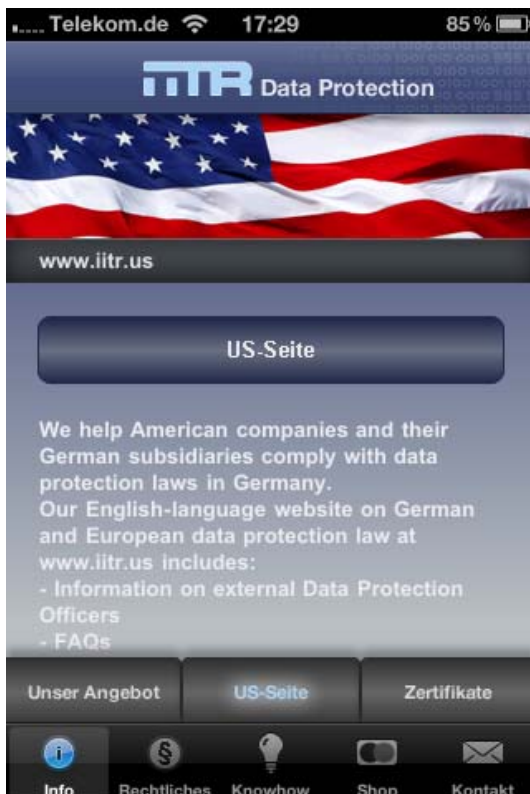 Telekom.de 17:29 85 %
iiTR Data Protection
www.iitr.us
US-Seite
We help American companies and their
German subsidiaries comply with data
protection laws in Germany.
Our English-language website on German
and European data protection law at
www.iitr.us includes:
- Information on external Data Protection
Officers
- FAQs
Unser Angebot US-Seite Zertifikate
Info Rechtliches Knowhow Shop Kontakt